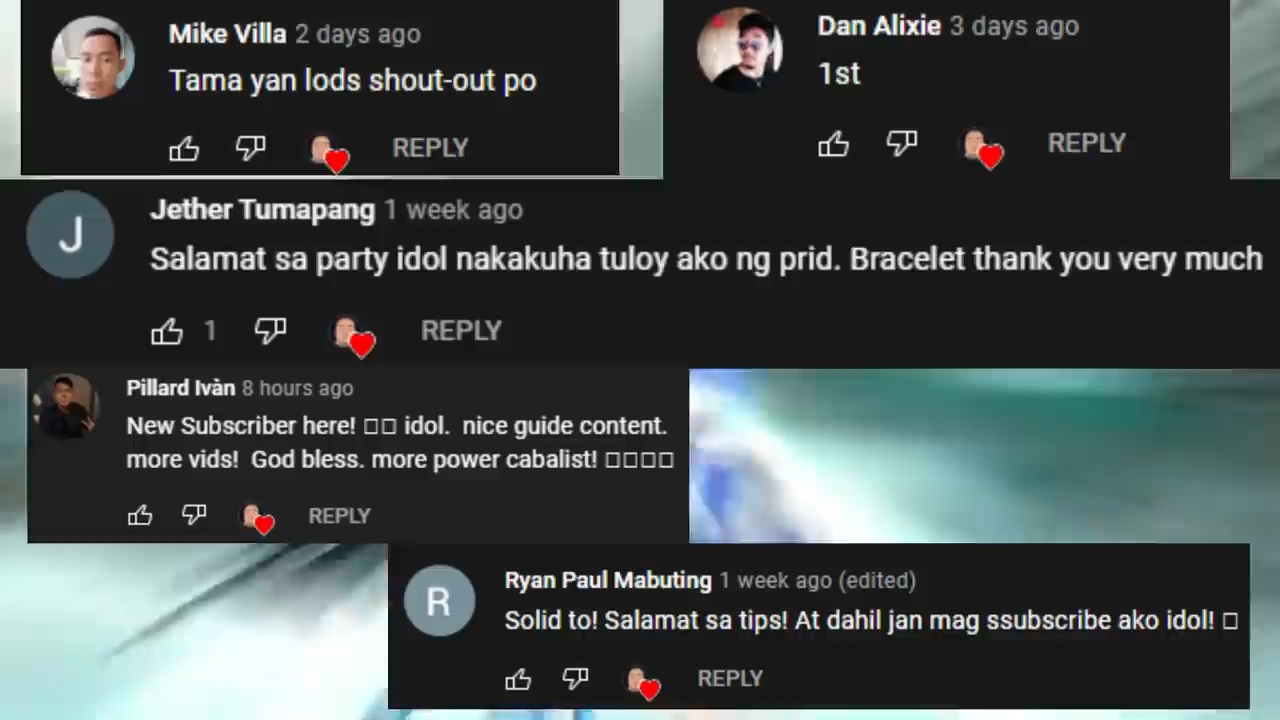 Mike Villa 2 days ago
Tama yan lods shout-out po
REPLY
Dan Alixie 3 days ago
1st
REPLY
J
Jether Tumapang 1 week ago
Salamat sa party idol nakakuha tuloy ako ng prid. Bracelet thank you very much
1 REPLY
Pillard Ivàn 8 hours ago
New Subscriber here! □□ idol. nice guide content.
more vids! God bless. more power cabalist! □□□□
REPLY
R
Ryan Paul Mabuting 1 week ago (edited)
Solid to! Salamat sa tips! At dahil jan mag ssubscribe ako idol! □
REPLY